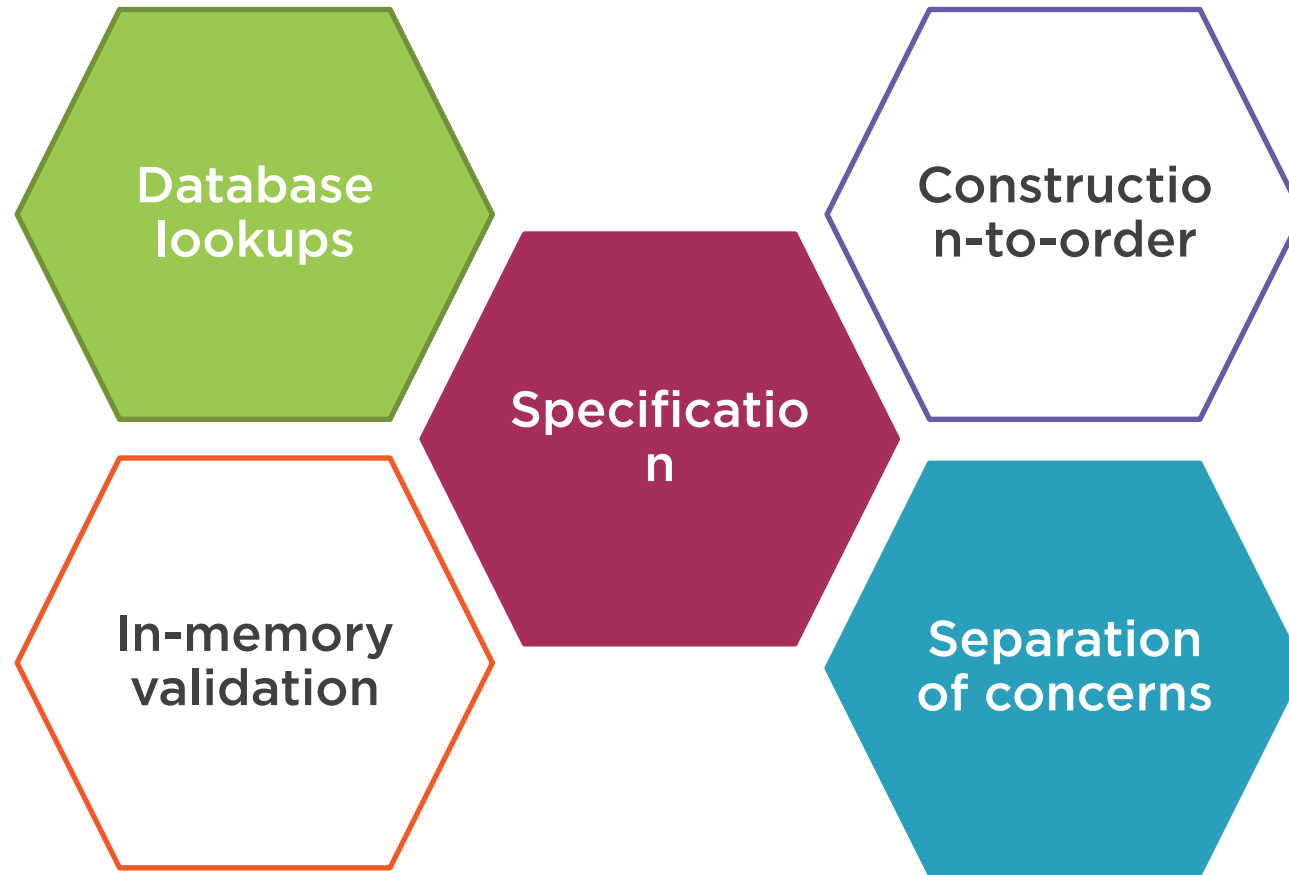 Database
lookups
Constructio
n-to-order
Specificatio
n
In-memory
validation
Separation
of concerns